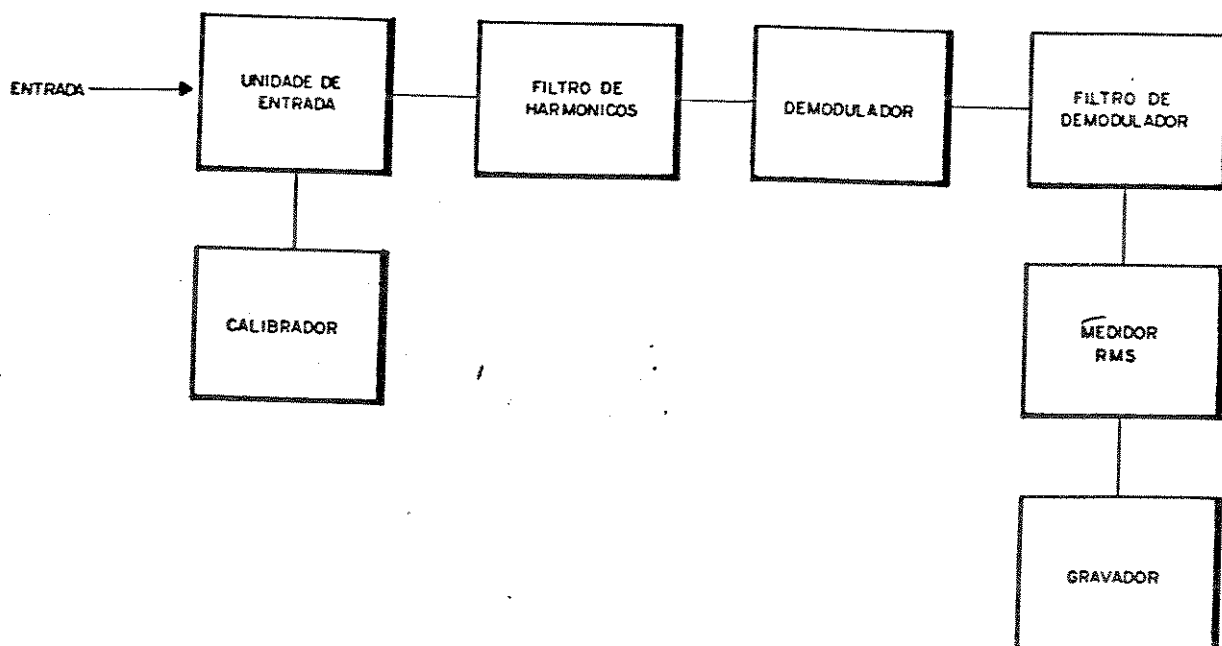 ENTRADA
UNIDADE DE
ENTRADA
FILTRO DE
HARMONICOS
DEMODULADOR
FILTRO DE
DEMODULADOR
CALIBRADOR
MEDIDOR
RMS
GRAVADOR